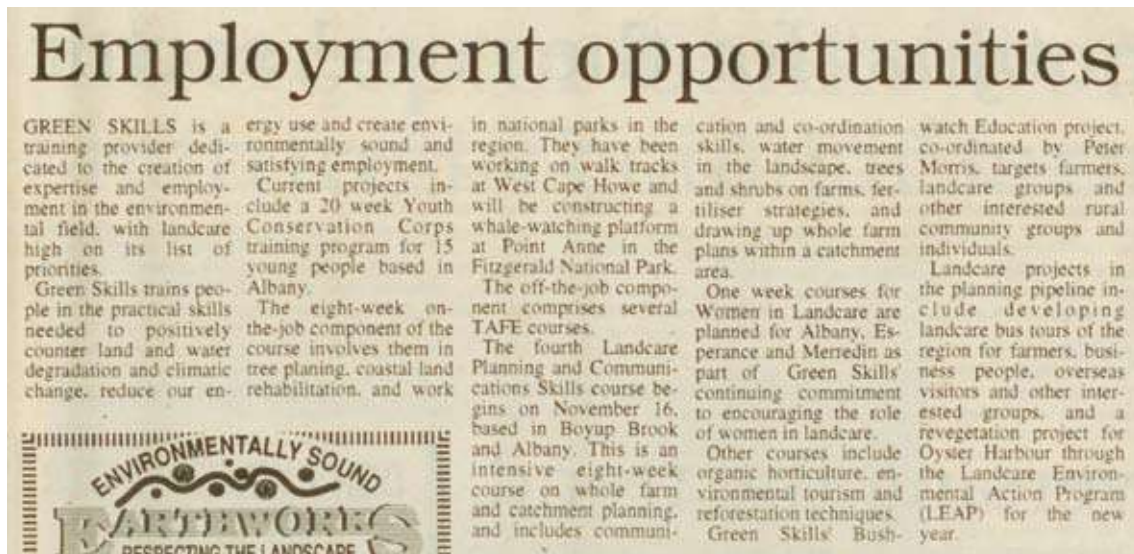 Employment opportunities
GREEN SKILLS is a
training provider dedi-
cated to the creation of
expertise and employ-
ment in the environmen-
tal field, with landcare
high on its list of
priorities.
Green Skills trains peo-
ple in the practical skills
needed to positively
counter land and water
degradation and climatic
change, reduce our en-
ergy use and create envi-
ronmentally sound and
satisfying employment.
Current projects in-
clude a 20 week Youth
Conservation Corps
training program for 15
young people based in
Albany.
The eight-week on-
the-job component of the
course involves them in
tree planing, coastal land
rehabilitation, and work
in national parks in the
region. They have been
working on walk tracks
at West Cape Howe and
will be constructing a
whale-watching platform
at Point Anne in the
Fitzgerald National Park.
The off-the-job compo-
nent comprises several
TAFE courses.
The fourth Landcare
Planning and Communi-
cations Skills course be-
gins on November 16,
based in Boyup Brook
and Albany. This is an
intensive eight-week
course on whole farm
and catchment planning,
and includes communi-
cation and co-ordination
skills, water movement
in the landscape, trees
and shrubs on farms, fer-
tiliser strategies, and
drawing up whole farm
plans within a catchment
area.
One week courses for
Women in Landcare are
planned for Albany, Es-
perance and Merredin as
part of Green Skills'
continuing commitment
to encouraging the role
of women in landcare.
Other courses include
organic horticulture, en-
vironmental tourism and
reforestation techniques.
Green Skills' Bush-
watch Education project,
co-ordinated by Peter
Morris, targets farmers,
landcare groups and
other interested rural
community groups and
individuals.
Landcare projects in
the planning pipeline in-
clude developing
landcare bus tours of the
region for farmers, busi-
ness people, overseas
visitors and other inter-
ested groups, and a
revegetation project for
Oyster Harbour through
the Landcare Environ-
mental Action Program
(LEAP) for the new
year.
ENVIRONMENTALLY SOUND
EARTHWORKS
RESPECTING THE LANDSCAPE